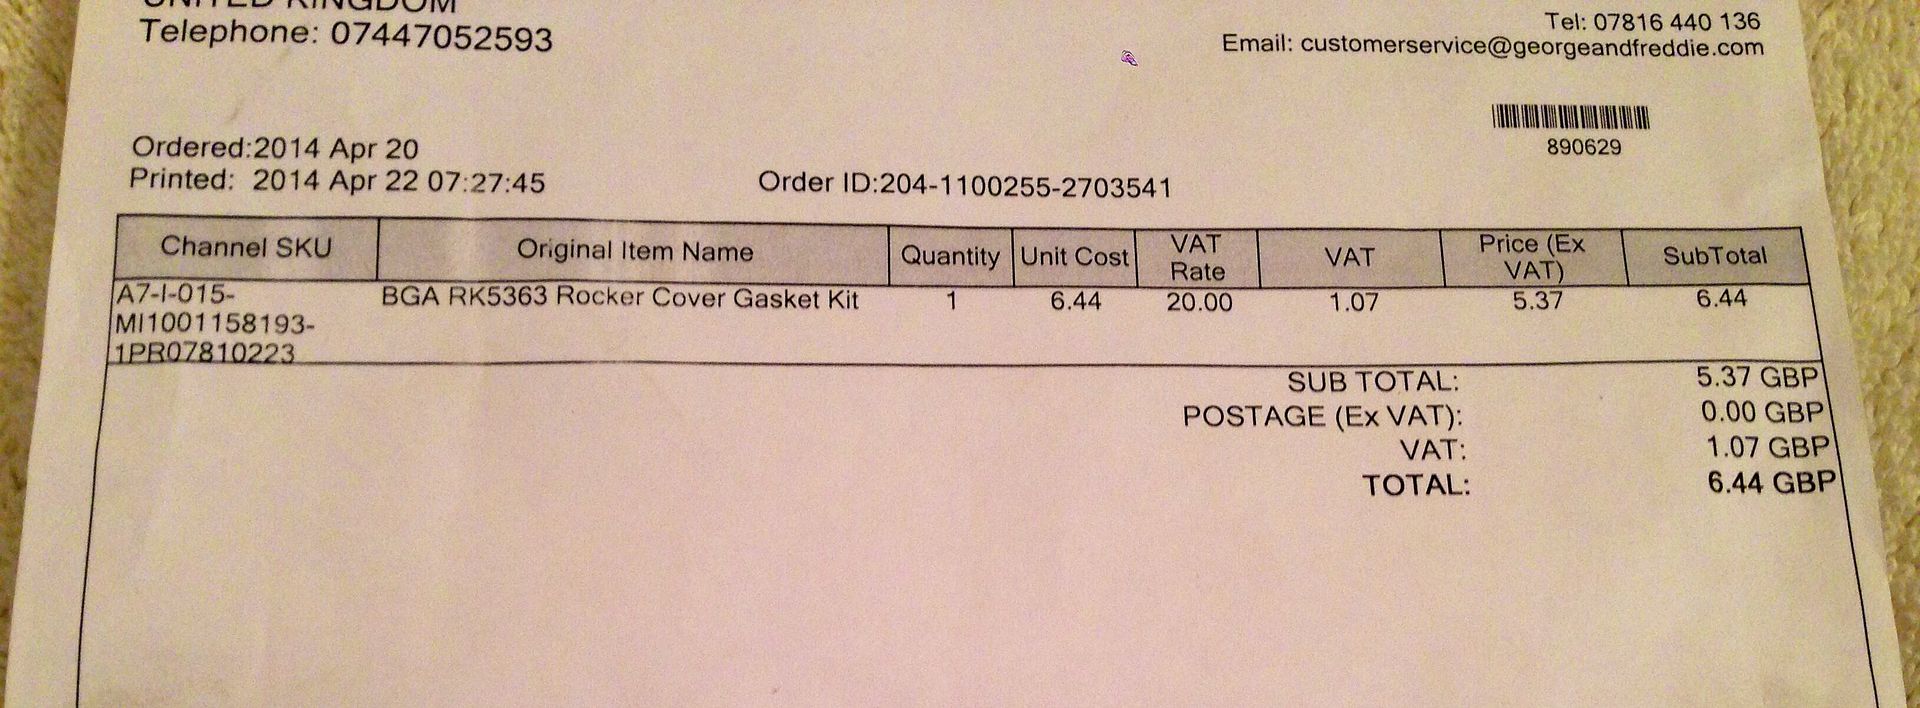 UNITED KINGDOM
Telephone: 07447052593
Tel: 07816 440 136
Email: customerservice@georgeandfreddie.com
890629
Ordered:2014 Apr 20
Printed: 2014 Apr 22 07:27:45
Order ID:204-1100255-2703541
Channel SKU Original Item Name Quantity Unit Cost VAT Rate VAT Price (Ex VAT) SubTotal
A7-I-015- BGA RK5363 Rocker Cover Gasket Kit 1 6.44 20.00 1.07 5.37 6.44
MI1001158193-
1PR07810223
SUB TOTAL: 5.37 GBP
POSTAGE (Ex VAT): 0.00 GBP
VAT: 1.07 GBP
TOTAL: 6.44 GBP